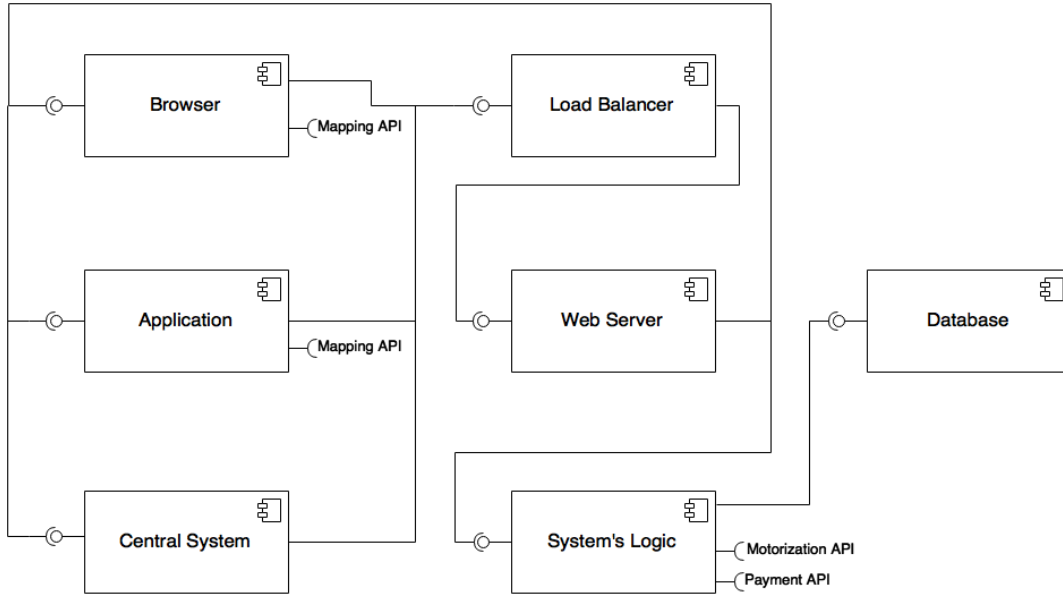 Browser
Load Balancer
Mapping API
Application
Web Server
Database
Mapping API
Central System
System's Logic
Motorization API
Payment API